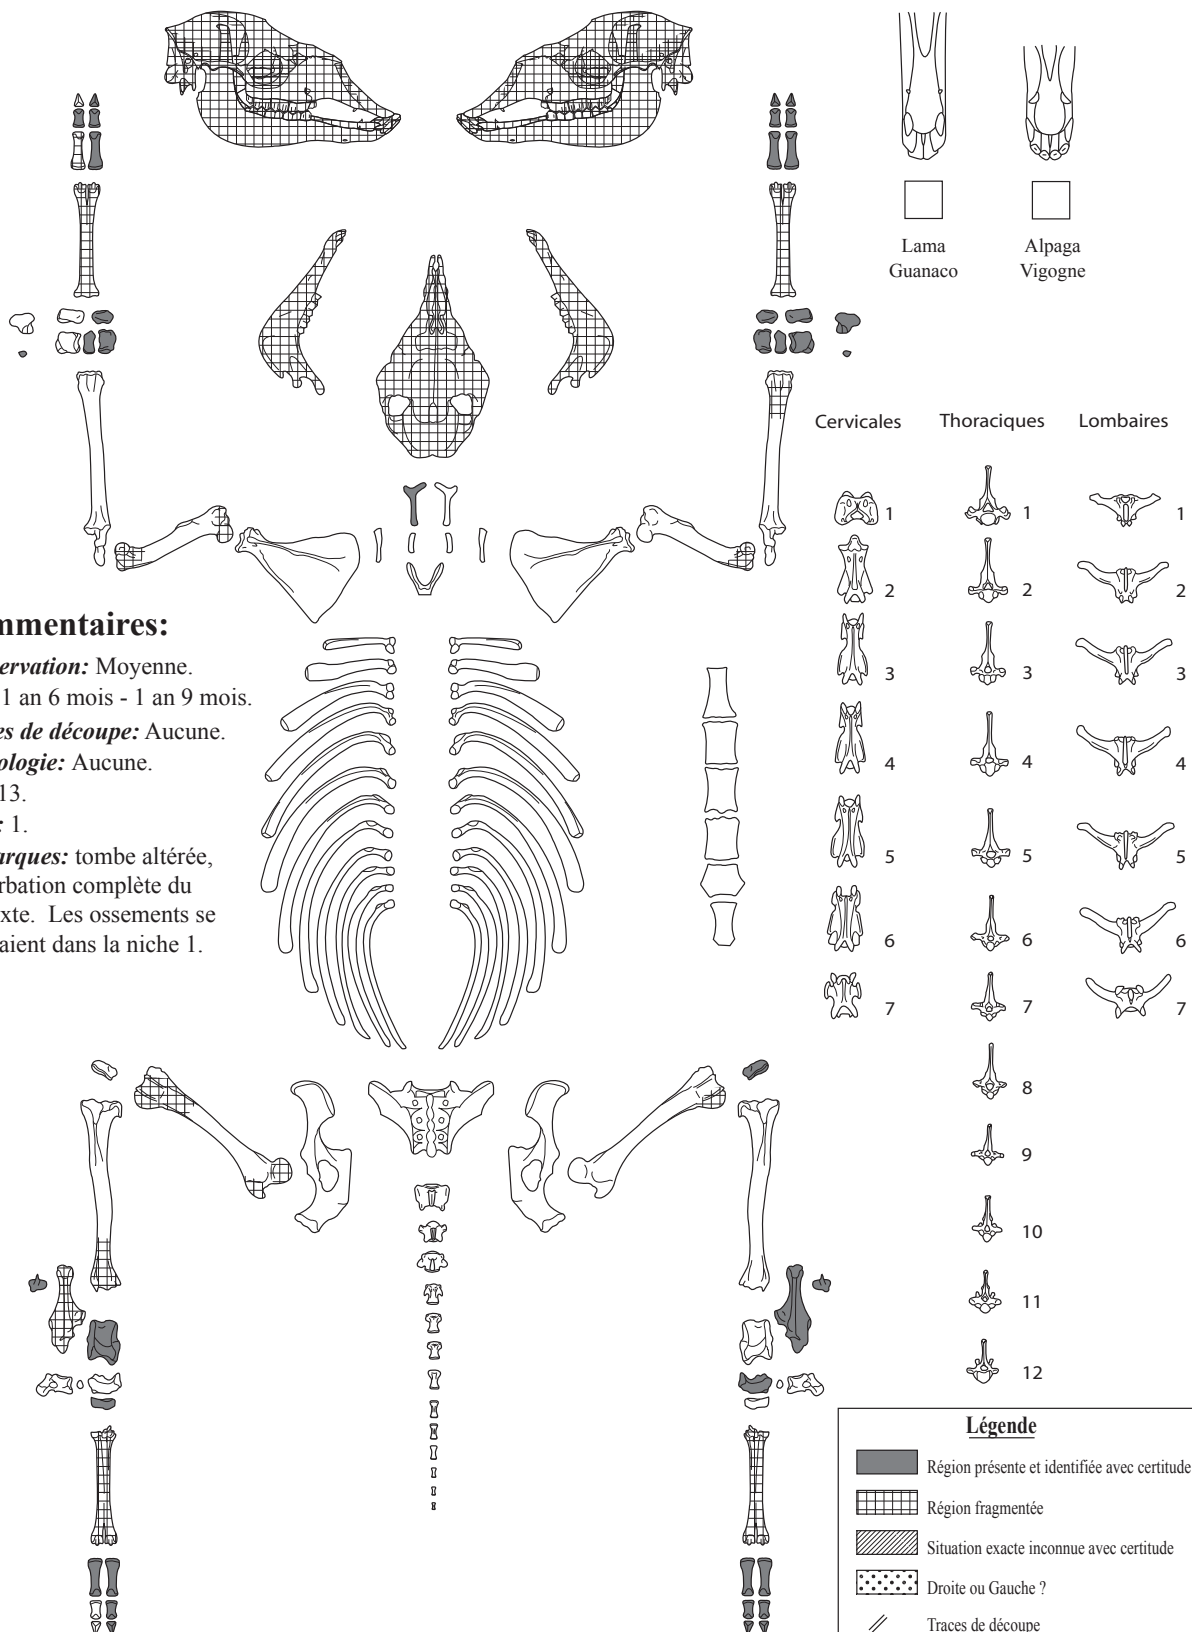 Lama
Guanaco
Alpaga
Vigogne
Cervicales
Thoraciques
Lombaires
1
2
3
4
5
6
7
1
2
3
4
5
6
7
8
9
10
11
12
1
2
3
4
5
6
7
mmentaires:
ervation: Moyenne.
1 an 6 mois - 1 an 9 mois.
es de découpe: Aucune.
ologie: Aucune.
13.
: 1.
arques: tombe altérée,
rbation complète du
xte. Les ossements se
aient dans la niche 1.
Légende
Région présente et identifiée avec certitude
Région fragmentée
Situation exacte inconnue avec certitude
Droite ou Gauche ?
Traces de découpe